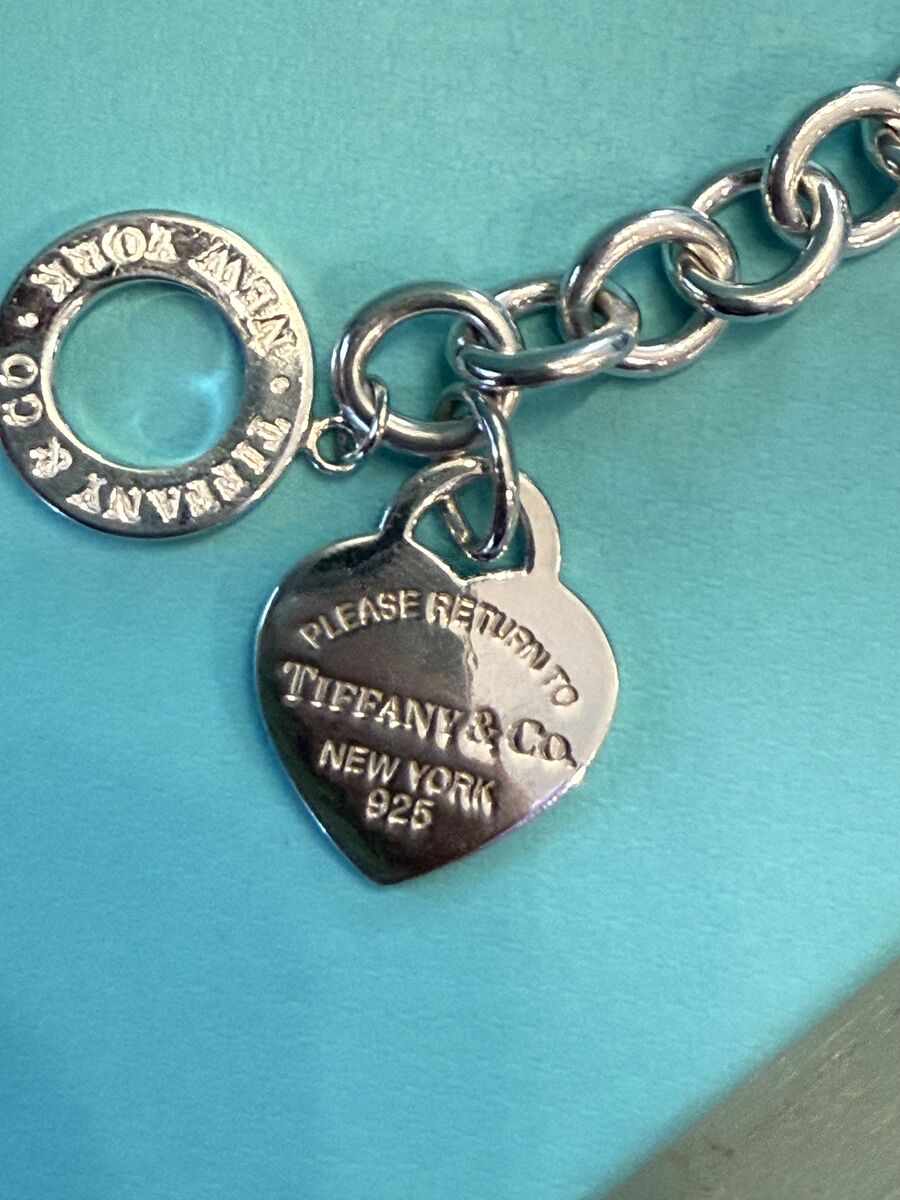 NEW YORK
• TIFFANY & CO •
PLEASE RETURN TO
TIFFANY & CO.
NEW YORK
925